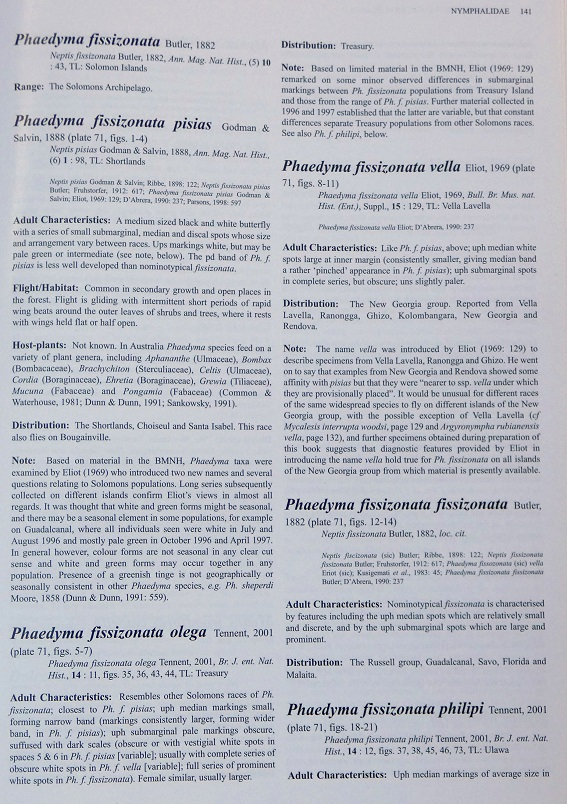 NYMPHALIDAE 141
Phaedyma fissizonata Butler, 1882
Neptis fissizonata Butler, 1882, Ann. Mag. Nat. Hist., (5) 10
: 43, TL: Solomon Islands
Range: The Solomons Archipelago.
Phaedyma fissizonata pisias Godman &
Salvin, 1888 (plate 71, figs. 1-4)
Neptis pisias Godman & Salvin, 1888, Ann. Mag. Nat. Hist.,
(6) 1 : 98, TL: Shortlands
Neptis pisias Godman & Salvin; Ribbe, 1898: 122; Neptis fissizonata pisias
Butler; Fruhstorfer, 1912: 617; Phaedyma fissizonata pisias Godman &
Salvin; Eliot, 1969: 129; D'Abrera, 1990: 237; Parsons, 1998: 597
Adult Characteristics: A medium sized black and white butterfly
with a series of small submarginal, median and discal spots whose size
and arrangement vary between races. Ups markings white, but may be
pale green or intermediate (see note, below). The pd band of Ph. f.
pisias is less well developed than nominotypical fissizonata.
Flight/Habitat: Common in secondary growth and open places in
the forest. Flight is gliding with intermittent short periods of rapid
wing beats around the outer leaves of shrubs and trees, where it rests
with wings held flat or half open.
Host-plants: Not known. In Australia Phaedyma species feed on a
variety of plant genera, including Aphananthe (Ulmaceae), Bombax
(Bombacaceae), Brachychiton (Sterculiaceae), Celtis (Ulmaceae),
Cordia (Boraginaceae), Ehretia (Boraginaceae), Grewia (Tiliaceae),
Mucuna (Fabaceae) and Pongamia (Fabaceae) (Common &
Waterhouse, 1981; Dunn & Dunn, 1991; Sankowsky, 1991).
Distribution: The Shortlands, Choiseul and Santa Isabel. This race
also flies on Bougainville.
Note: Based on material in the BMNH, Phaedyma taxa were
examined by Eliot (1969) who introduced two new names and several
questions relating to Solomons populations. Long series subsequently
collected on different islands confirm Eliot's views in almost all
regards. It was thought that white and green forms might be seasonal,
and there may be a seasonal element in some populations, for example
on Guadalcanal, where all individuals seen were white in July and
August 1996 and mostly pale green in October 1996 and April 1997.
In general however, colour forms are not seasonal in any clear cut
sense and white and green forms may occur together in any
population. Presence of a greenish tinge is not geographically or
seasonally consistent in other Phaedyma species, e.g. Ph. sheperdi
Moore, 1858 (Dunn & Dunn, 1991: 559).
Phaedyma fissizonata olega Tennent, 2001
(plate 71, figs. 5-7)
Phaedyma fissizonata olega Tennent, 2001, Br. J. ent. Nat.
Hist., 14 : 11, figs. 35, 36, 43, 44, TL: Treasury
Adult Characteristics: Resembles other Solomons races of Ph.
fissizonata; closest to Ph. f. pisias; uph median markings small,
forming narrow band (markings consistently larger, forming wider
band, in Ph. f. pisias); uph submarginal pale markings obscure,
suffused with dark scales (obscure or with vestigial white spots in
spaces 5 & 6 in Ph. f. pisias [variable]; usually with complete series of
obscure white spots in Ph. f. vella [variable]; full series of prominent
white spots in Ph. f. fissizonata). Female similar, usually larger.
Distribution: Treasury.
Note: Based on limited material in the BMNH, Eliot (1969: 129)
remarked on some minor observed differences in submarginal
markings between Ph. fissizonata populations from Treasury Island
and those from the range of Ph. f. pisias. Further material collected in
1996 and 1997 established that the latter are variable, but that constant
differences separate Treasury populations from other Solomons races.
See also Ph. f. philipi, below.
Phaedyma fissizonata vella Eliot, 1969 (plate
71, figs. 8-11)
Phaedyma fissizonata vella Eliot, 1969, Bull. Br. Mus. nat.
Hist. (Ent.), Suppl., 15 : 129, TL: Vella Lavella
Phaedyma fissizonata vella Eliot; D'Abrera, 1990: 237
Adult Characteristics: Like Ph. f. pisias, above; uph median white
spots large at inner margin (consistently smaller, giving median band
a rather 'pinched' appearance in Ph. f. pisias); uph submarginal spots
in complete series, but obscure; uns slightly paler.
Distribution: The New Georgia group. Reported from Vella
Lavella, Ranongga, Ghizo, Kolombangara, New Georgia and
Rendova.
Note: The name vella was introduced by Eliot (1969: 129) to
describe specimens from Vella Lavella, Ranongga and Ghizo. He went
on to say that examples from New Georgia and Rendova showed some
affinity with pisias but that they were "nearer to ssp. vella under which
they are provisionally placed". It would be unusual for different races
of the same widespread species to fly on different islands of the New
Georgia group, with the possible exception of Vella Lavella (cf
Mycalesis interrupta woodsi, page 129 and Argyronympha rubianensis
vella, page 132), and further specimens obtained during preparation of
this book suggests that diagnostic features provided by Eliot in
introducing the name vella hold true for Ph. fissizonata on all islands
of the New Georgia group from which material is presently available.
Phaedyma fissizonata fissizonata Butler,
1882 (plate 71, figs. 12-14)
Neptis fissizonata Butler, 1882, loc. cit.
Neptis fiscizonata (sic) Butler; Ribbe, 1898: 122; Neptis fissizonata
fissizonata Butler; Fruhstorfer, 1912: 617; Phaedyma fissozonata (sic) vella
Eliot (sic); Kusigemati et al., 1983: 45; Phaedyma fissizonata fissizonata
Butler; D'Abrera, 1990: 237
Adult Characteristics: Nominotypical fissizonata is characterised
by features including the uph median spots which are relatively small
and discrete, and by the uph submarginal spots which are large and
prominent.
Distribution: The Russell group, Guadalcanal, Savo, Florida and
Malaita.
Phaedyma fissizonata philipi Tennent, 2001
(plate 71, figs. 18-21)
Phaedyma fissizonata philipi Tennent, 2001, Br. J. ent. Nat.
Hist., 14 : 12, figs. 37, 38, 45, 46, 73, TL: Ulawa
Adult Characteristics: Uph median markings of average size in